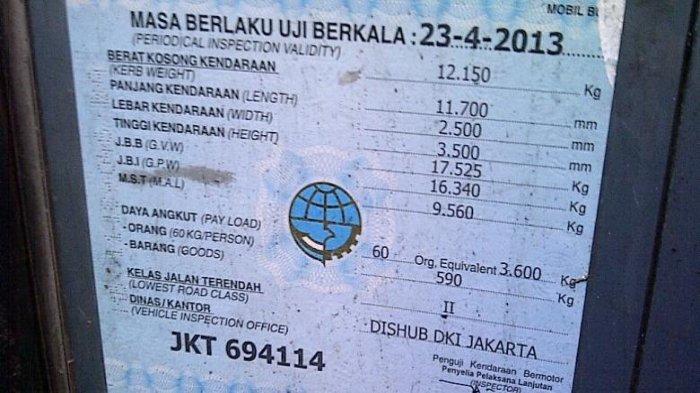 MOBIL BU
MASA BERLAKU UJI BERKALA : 23-4-2013
(PERIODICAL INSPECTION VALIDITY)
BERAT KOSONG KENDARAAN 12.150 Kg
(KERB WEIGHT)
PANJANG KENDARAAN (LENGTH) 11.700 mm
LEBAR KENDARAAN (WIDTH) 2.500 mm
TINGGI KENDARAAN (HEIGHT) 3.500 mm
J.B.B (G.V.W) 17.525 Kg
J.B.I (G.P.W) 16.340 Kg
M.S.T (M.A.L) 9.560 Kg
DAYA ANGKUT (PAY LOAD)
- ORANG (60 KG/PERSON) 60 Org. Equivalent 3.600 Kg
- BARANG (GOODS) 590 Kg
KELAS JALAN TERENDAH II
(LOWEST ROAD CLASS)
DINAS/KANTOR DISHUB DKI JAKARTA
(VEHICLE INSPECTION OFFICE)
JKT 694114
Penguji Kendaraan Bermotor
Penyelia Pelaksana Lanjutan
(INSPECTOR)